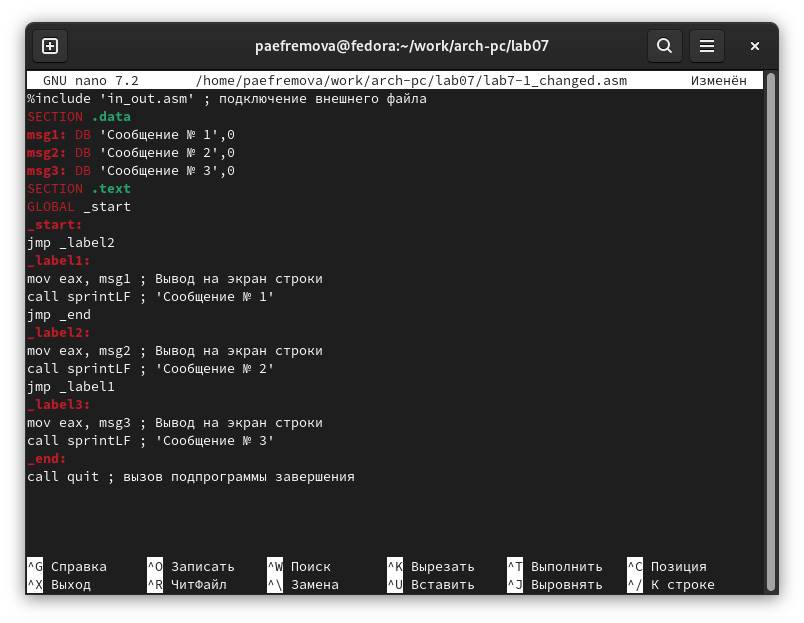 paefremova@fedora:~/work/arch-pc/lab07
GNU nano 7.2 /home/paefremova/work/arch-pc/lab07/lab7-1_changed.asm Изменён
%include 'in_out.asm' ; подключение внешнего файла
SECTION .data
msg1: DB 'Сообщение № 1',0
msg2: DB 'Сообщение № 2',0
msg3: DB 'Сообщение № 3',0
SECTION .text
GLOBAL _start
_start:
jmp _label2
_label1:
mov eax, msg1 ; Вывод на экран строки
call sprintLF ; 'Сообщение № 1'
jmp _end
_label2:
mov eax, msg2 ; Вывод на экран строки
call sprintLF ; 'Сообщение № 2'
jmp _label1
_label3:
mov eax, msg3 ; Вывод на экран строки
call sprintLF ; 'Сообщение № 3'
_end:
call quit ; вызов подпрограммы завершения
^G Справка ^O Записать ^W Поиск ^K Вырезать ^T Выполнить ^C Позиция
^X Выход ^R ЧитФайл ^\ Замена ^U Вставить ^J Выровнять ^/ К строке